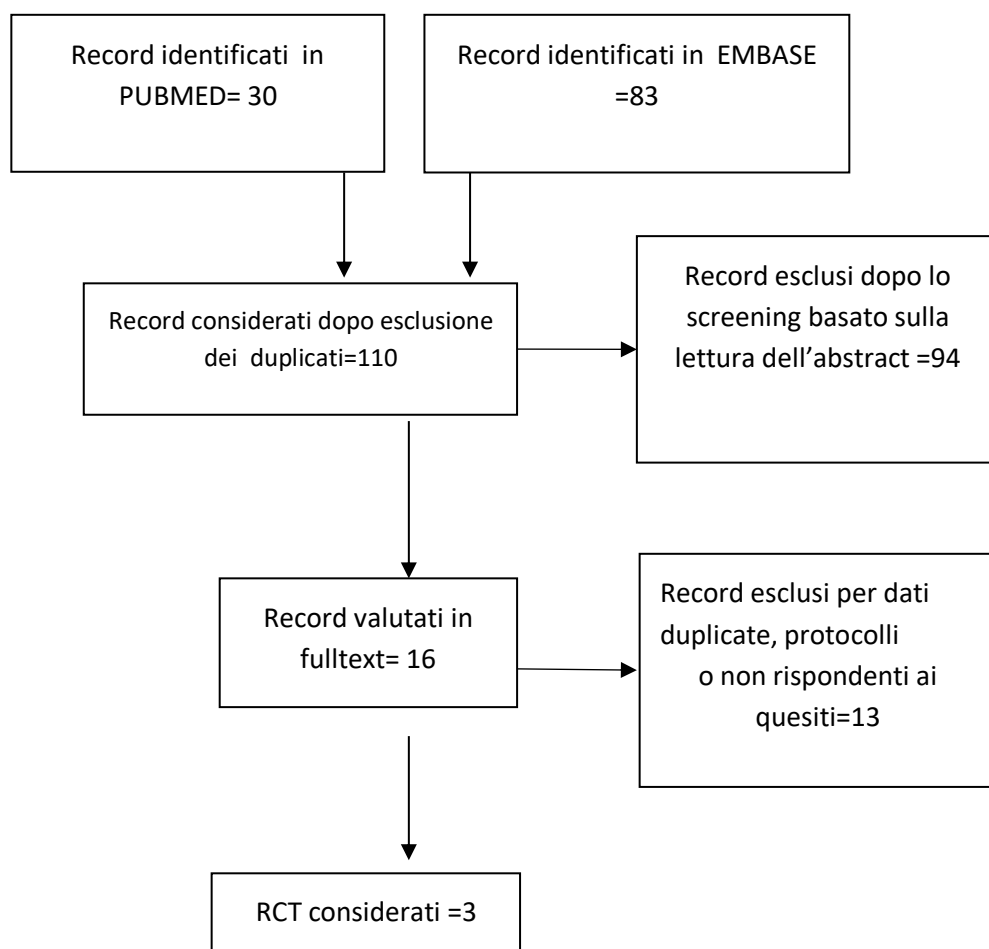 Record identificati in
PUBMED= 30
Record identificati in EMBASE
=83
Record considerati dopo esclusione
dei duplicati=110
Record esclusi dopo lo
screening basato sulla
lettura dell’abstract =94
Record valutati in
fulltext= 16
Record esclusi per dati
duplicate, protocolli
o non rispondenti ai
quesiti=13
RCT considerati =3